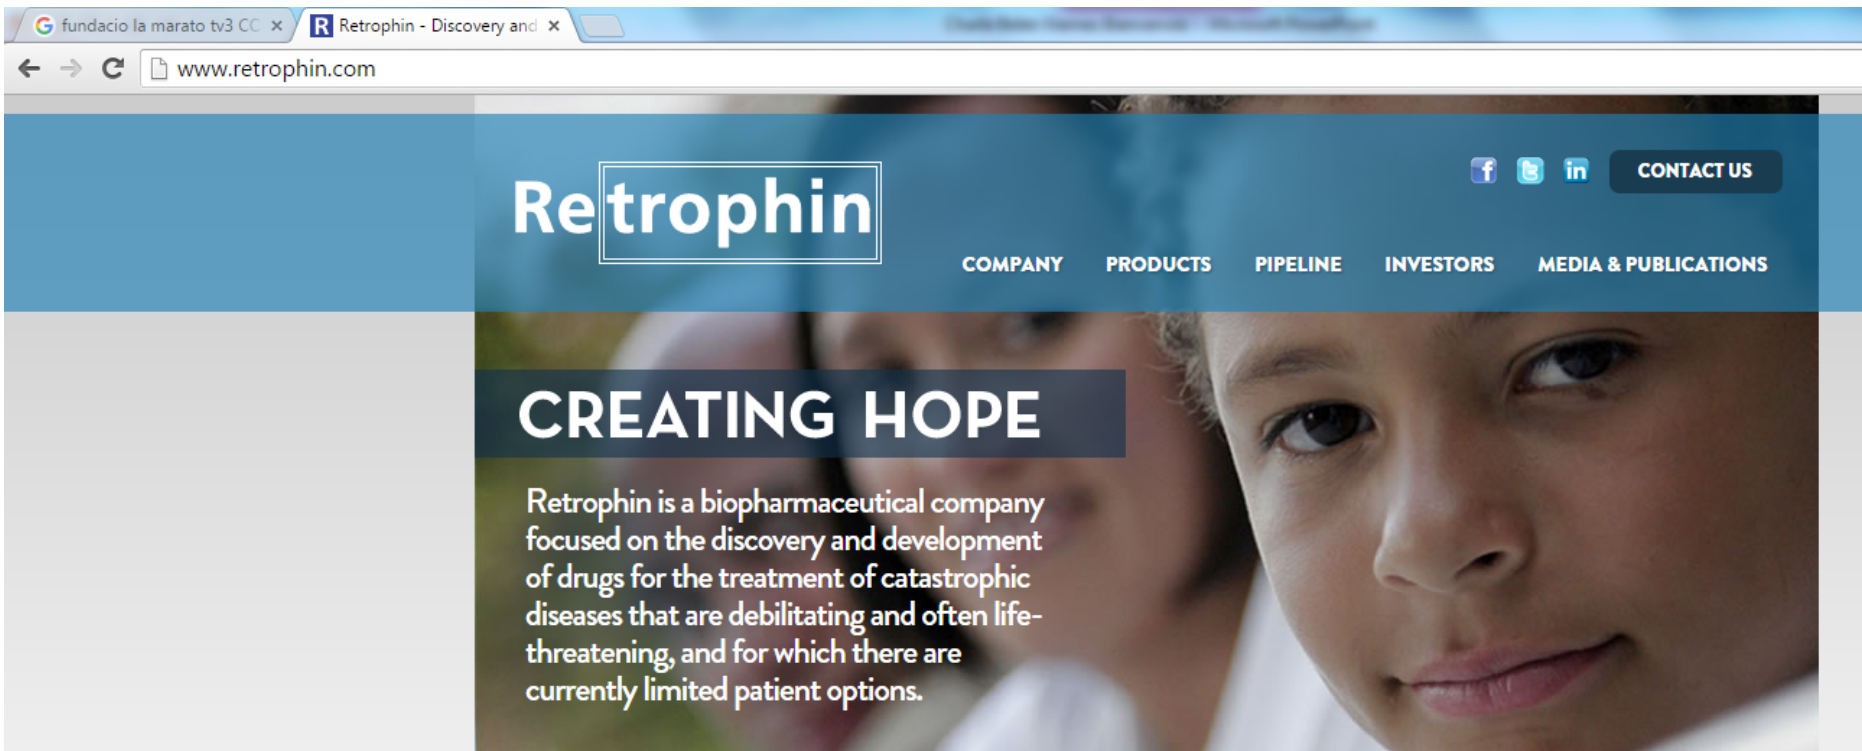 fundacio la marato tv3 CC
Retrophin - Discovery and
www.retrophin.com
Retrophin
CONTACT US
COMPANY PRODUCTS PIPELINE INVESTORS MEDIA & PUBLICATIONS
CREATING HOPE
Retrophin is a biopharmaceutical company
focused on the discovery and development
of drugs for the treatment of catastrophic
diseases that are debilitating and often life-
threatening, and for which there are
currently limited patient options.